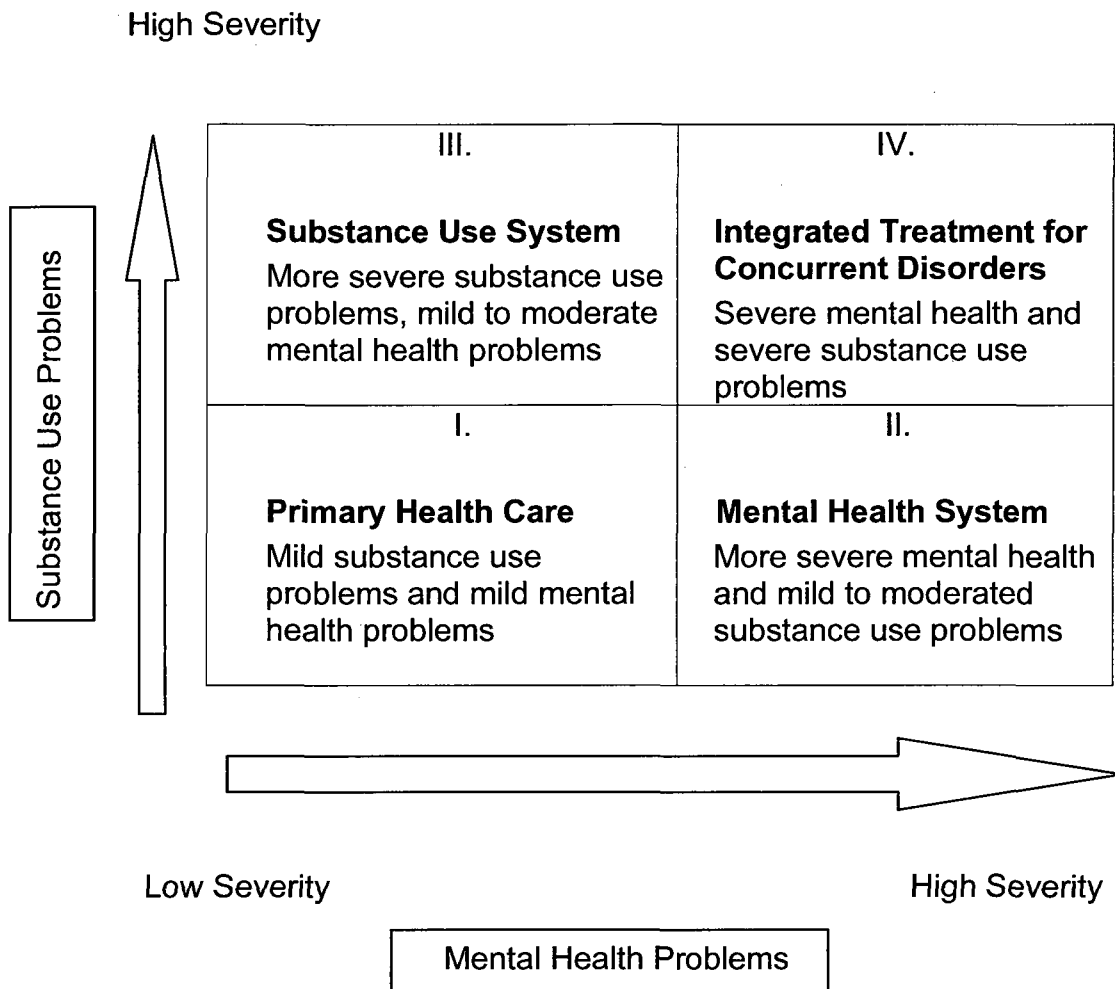 High Severity
III.
Substance Use System
More severe substance use
problems, mild to moderate
mental health problems
IV.
Integrated Treatment for
Concurrent Disorders
Severe mental health and
severe substance use
problems
Substance Use Problems
I.
Primary Health Care
Mild substance use
problems and mild mental
health problems
II.
Mental Health System
More severe mental health
and mild to moderated
substance use problems
Low Severity
High Severity
Mental Health Problems